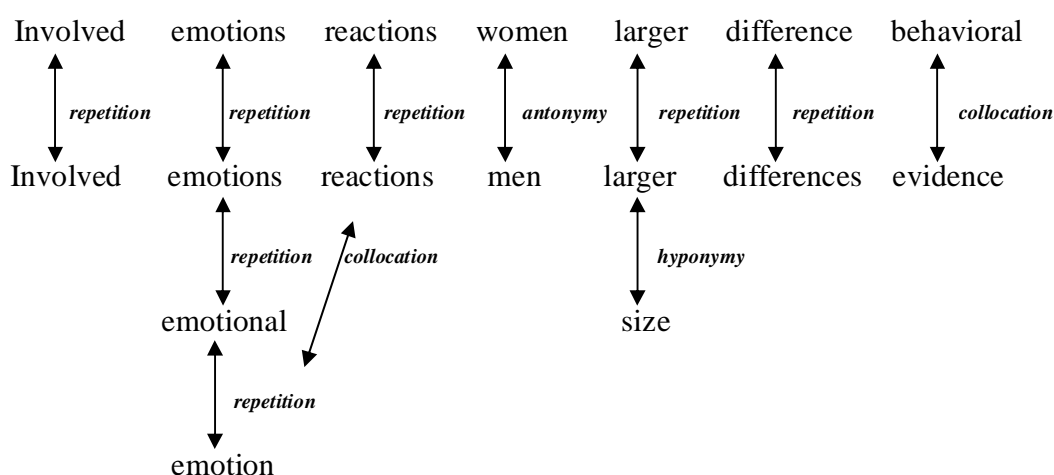 Involved emotions reactions women larger difference behavioral
repetition repetition repetition antonymy repetition repetition collocation
Involved emotions reactions men larger differences evidence
repetition collocation hyponymy
emotional size
repetition
emotion